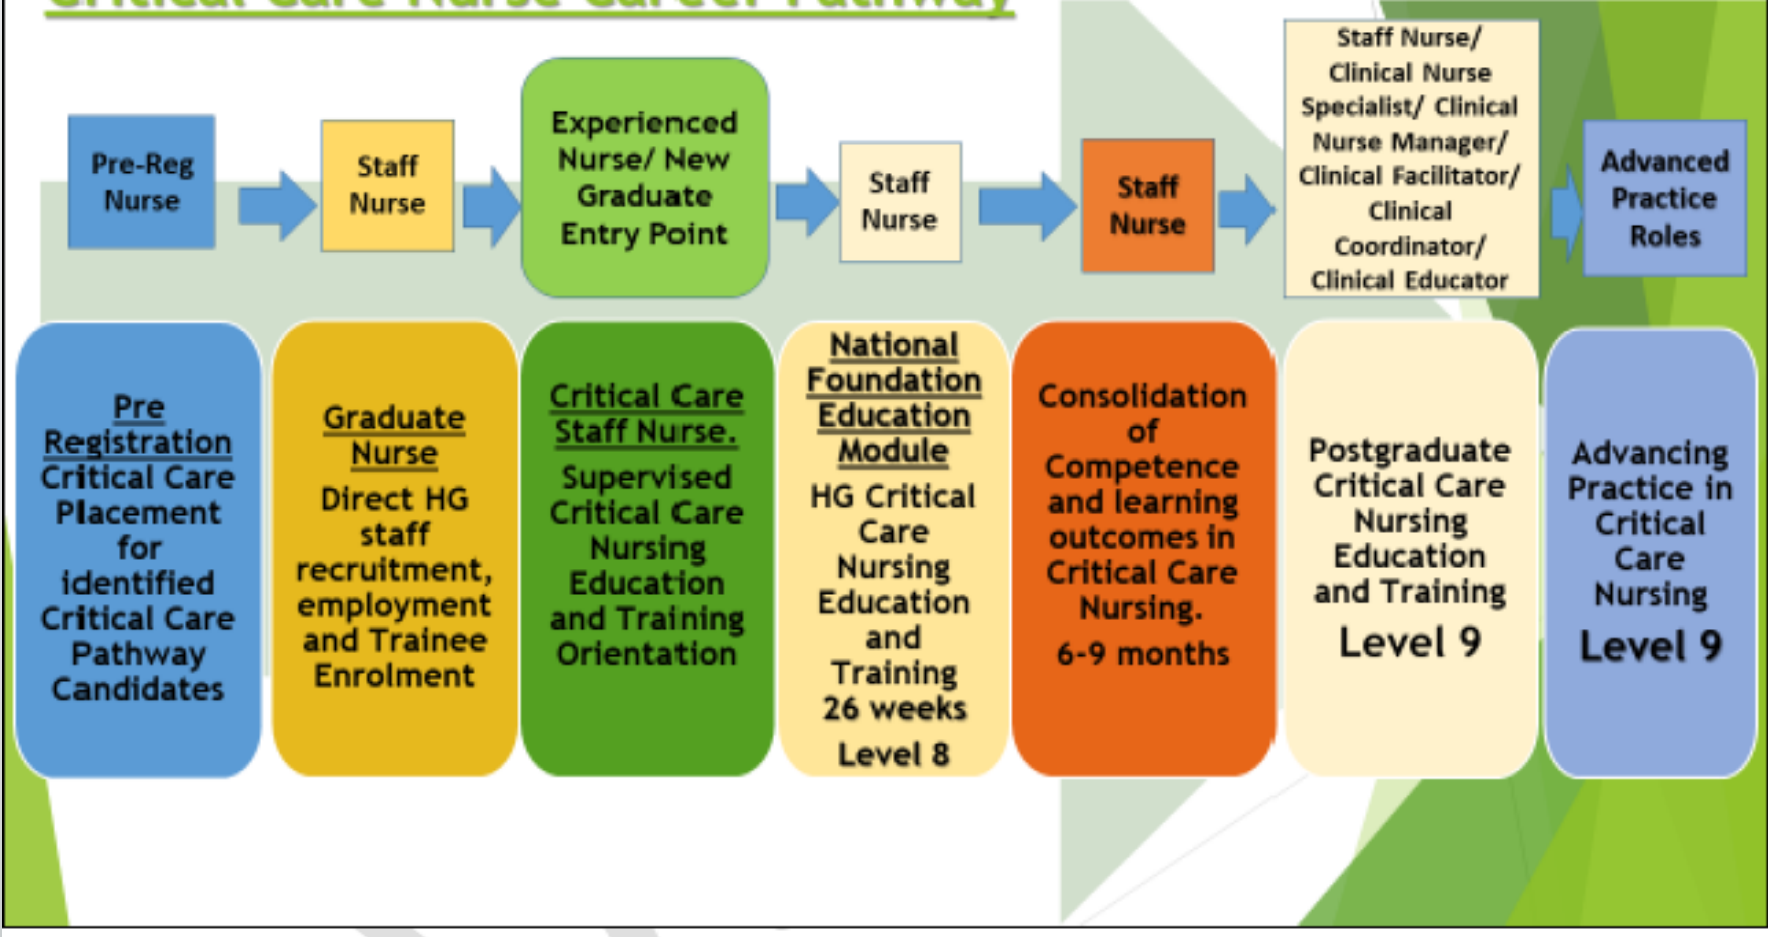 Critical Care Nurse Career Pathway
Pre-Reg
Nurse
Staff
Nurse
Experienced
Nurse/ New
Graduate
Entry Point
Staff
Nurse
Staff
Nurse
Staff Nurse/
Clinical Nurse
Specialist/ Clinical
Nurse Manager/
Clinical Facilitator/
Clinical
Coordinator/
Clinical Educator
Advanced
Practice
Roles
Pre
Registration
Critical Care
Placement
for
identified
Critical Care
Pathway
Candidates
Graduate
Nurse
Direct HG
staff
recruitment,
employment
and Trainee
Enrolment
Critical Care
Staff Nurse.
Supervised
Critical Care
Nursing
Education
and Training
Orientation
National
Foundation
Education
Module
HG Critical
Care
Nursing
Education
and
Training
26 weeks
Level 8
Consolidation
of
Competence
and learning
outcomes in
Critical Care
Nursing.
6-9 months
Postgraduate
Critical Care
Nursing
Education
and Training
Level 9
Advancing
Practice in
Critical
Care
Nursing
Level 9